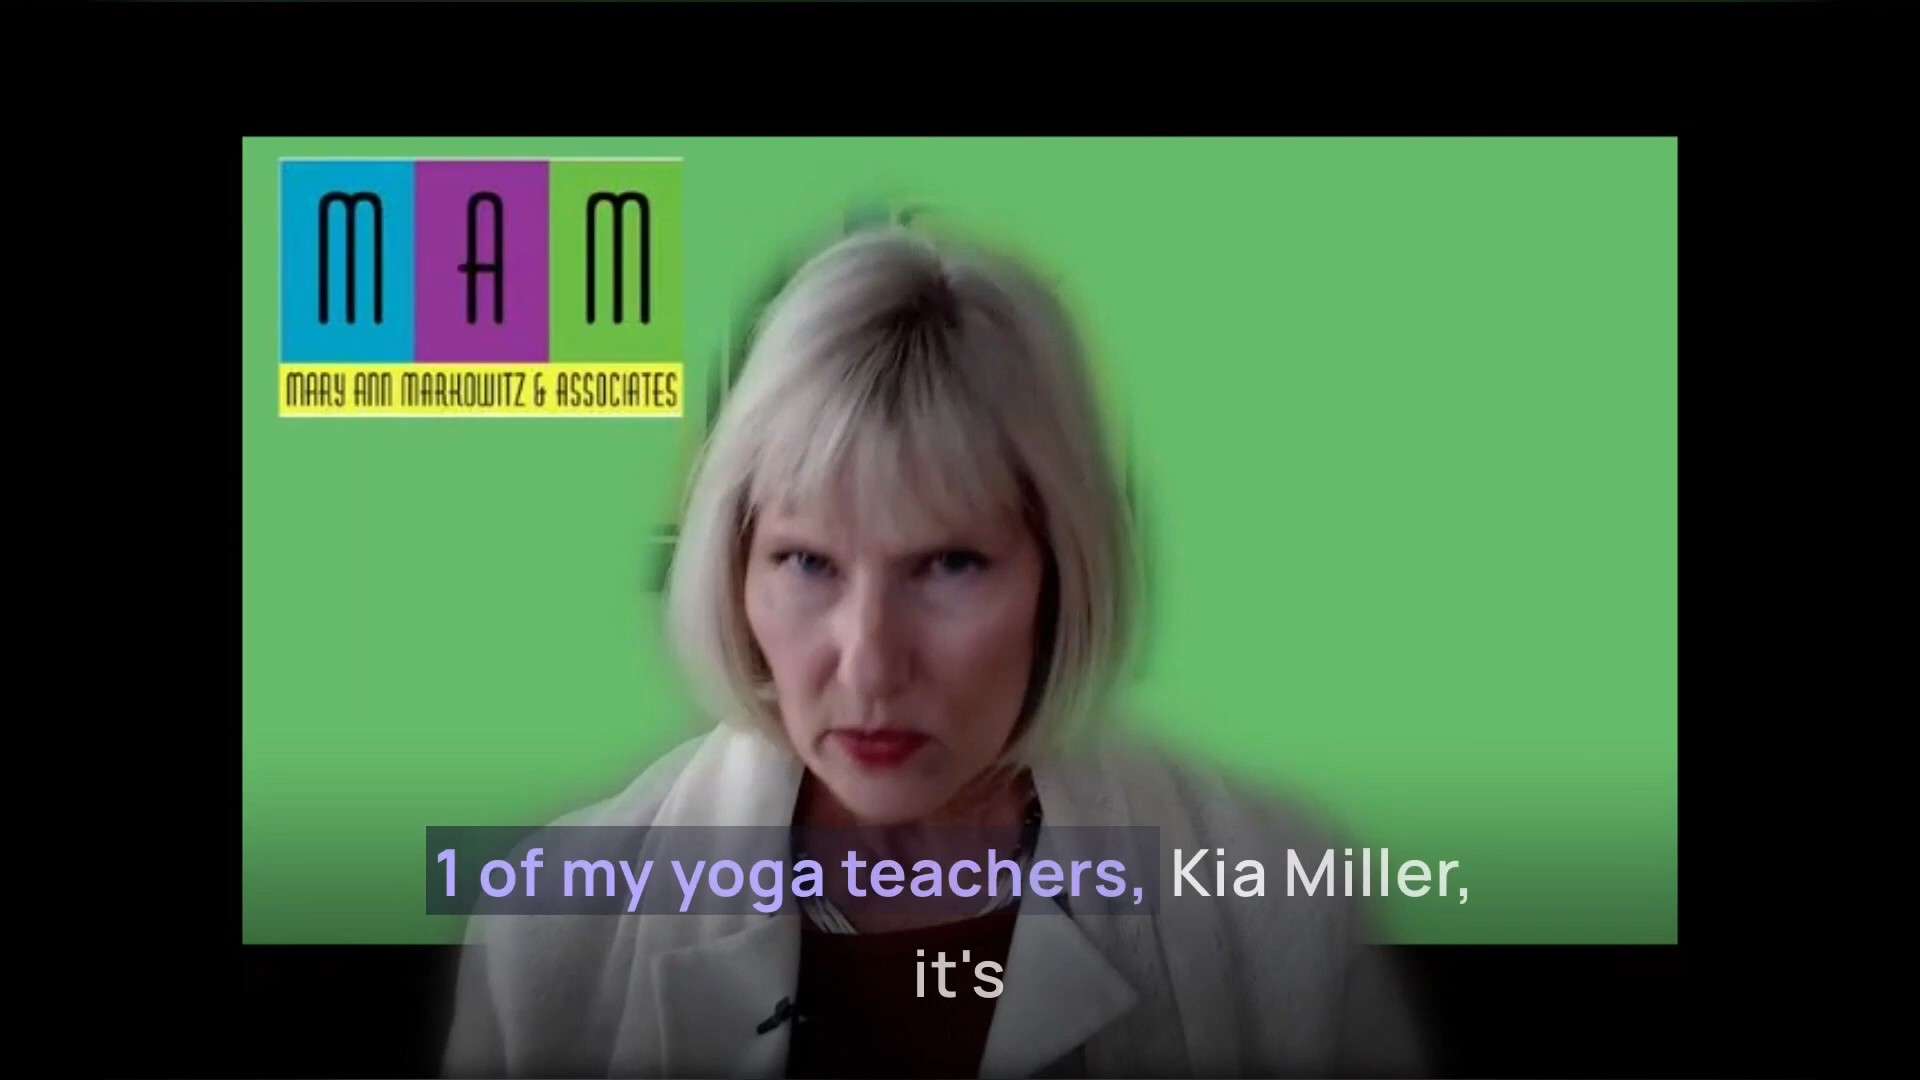 M A M
MARY ANN MARKOWITZ & ASSOCIATES
1 of my yoga teachers, Kia Miller,
it's